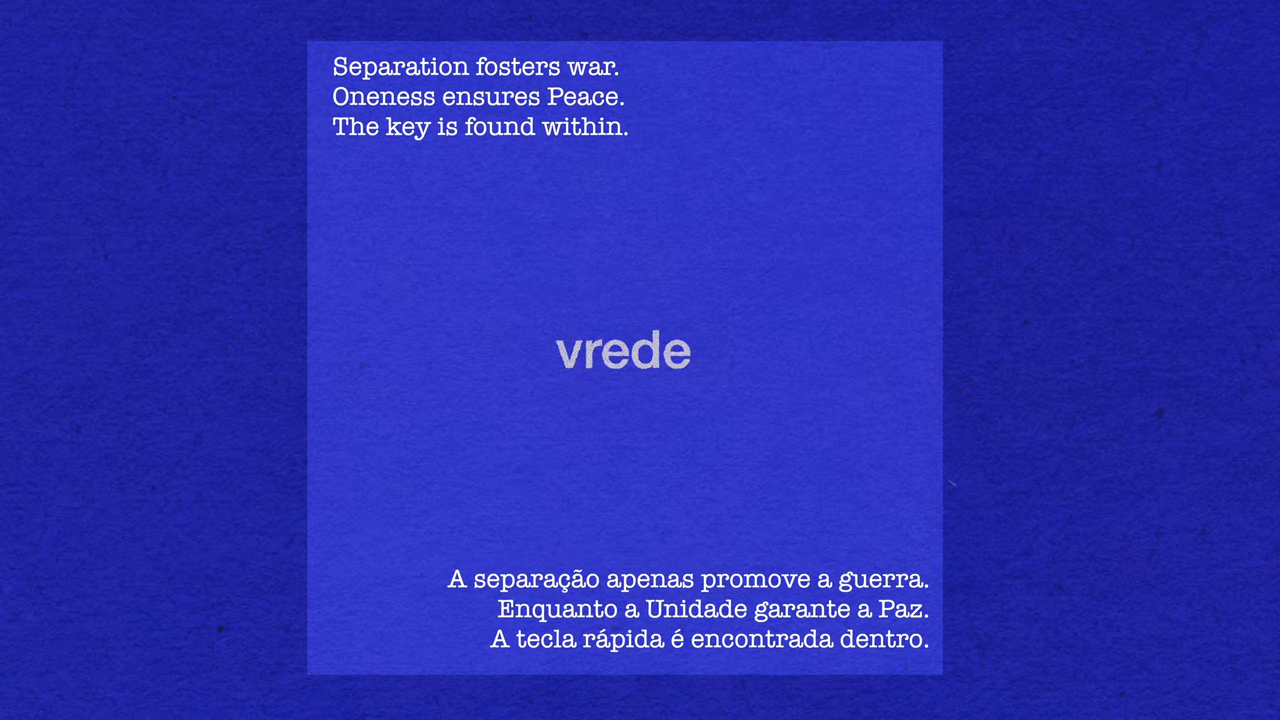 Separation fosters war.
Oneness ensures Peace.
The key is found within.
vrede
A separação apenas promove a guerra.
Enquanto a Unidade garante a Paz.
A tecla rápida é encontrada dentro.